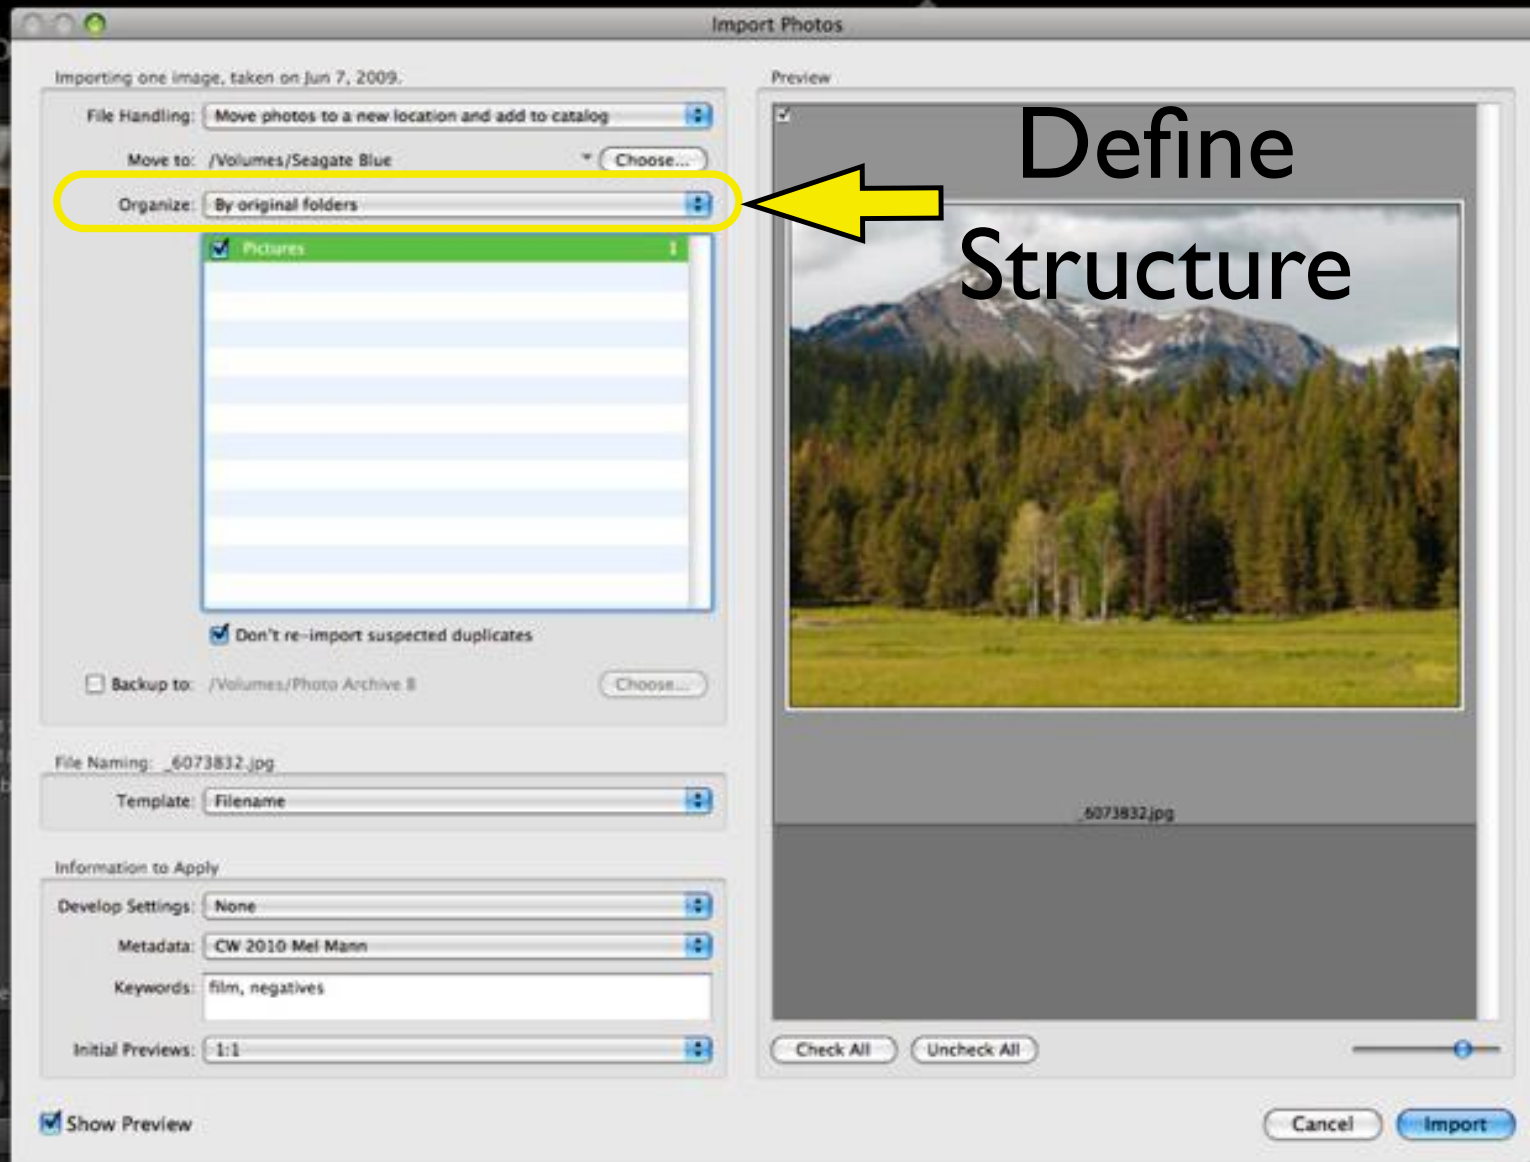 Import Photos
Importing one image, taken on Jun 7, 2009.
File Handling: Move photos to a new location and add to catalog
Move to: /Volumes/Seagate Blue Choose...
Organize: By original folders
Pictures 1
Don't re-import suspected duplicates
Backup to: /Volumes/Photo Archive 8 Choose...
File Naming: _6073832.jpg
Template: Filename
Information to Apply
Develop Settings: None
Metadata: CW 2010 Mel Mann
Keywords: film, negatives
Initial Previews: 1:1
Show Preview
Preview
Define
Structure
_6073832.jpg
Check All Uncheck All
Cancel Import